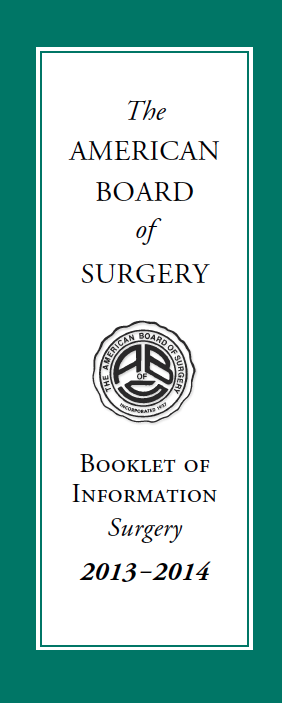 The
AMERICAN
BOARD
of
SURGERY
THE AMERICAN BOARD OF SURGERY
ABS
OF
INCORPORATED 1937
BOOKLET OF
INFORMATION
Surgery
2013–2014